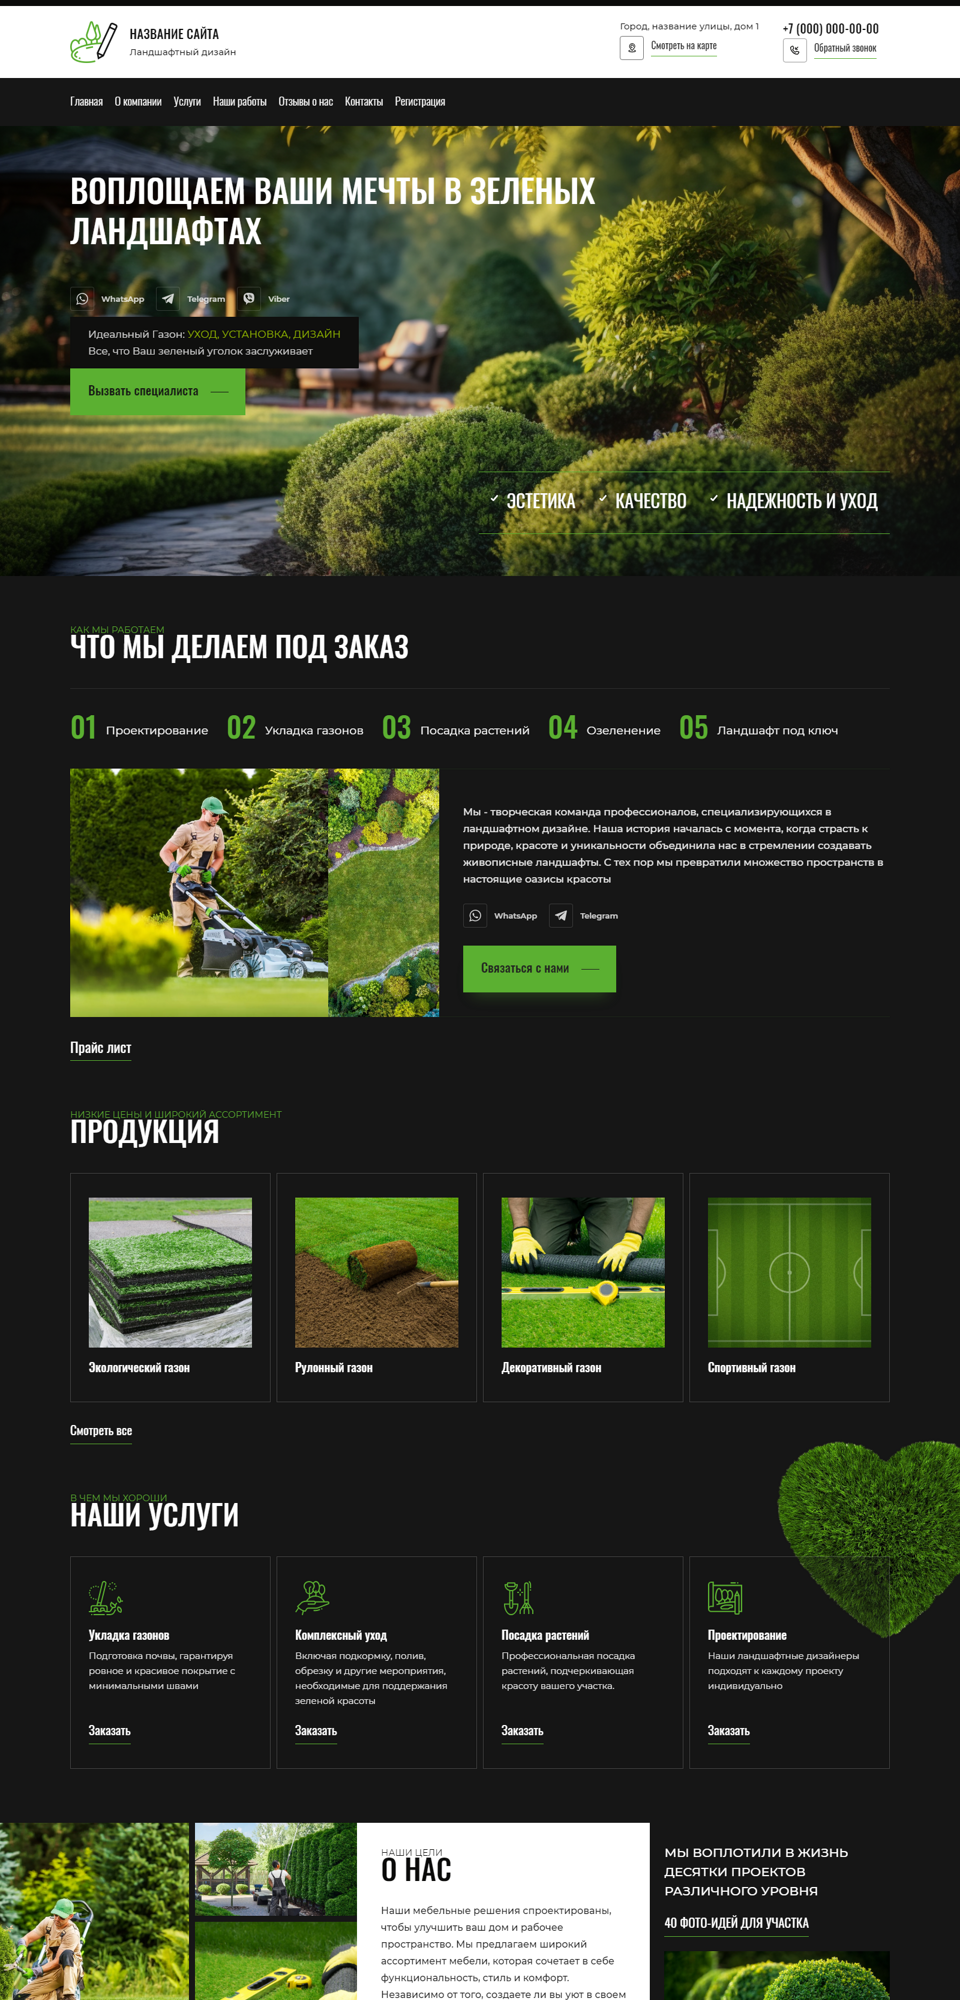 НАЗВАНИЕ САЙТА
Ландшафтный дизайн
Город, название улицы, дом 1
Смотреть на карте
+7 (000) 000-00-00
Обратный звонок
Главная О компании Услуги Наши работы Отзывы о нас Контакты Регистрация
ВОПЛОЩАЕМ ВАШИ МЕЧТЫ В ЗЕЛЕНЫХ
ЛАНДШАФТАХ
WhatsApp Telegram Viber
Идеальный Газон: УХОД, УСТАНОВКА, ДИЗАЙН
Все, что Ваш зеленый уголок заслуживает
Вызвать специалиста
ЭСТЕТИКА КАЧЕСТВО НАДЕЖНОСТЬ И УХОД
КАК МЫ РАБОТАЕМ
ЧТО МЫ ДЕЛАЕМ ПОД ЗАКАЗ
01 Проектирование 02 Укладка газонов 03 Посадка растений 04 Озеленение 05 Ландшафт под ключ
Мы - творческая команда профессионалов, специализирующихся в
ландшафтном дизайне. Наша история началась с момента, когда страсть к
природе, красоте и уникальности объединила нас в стремлении создавать
живописные ландшафты. С тех пор мы превратили множество пространств в
настоящие оазисы красоты
WhatsApp Telegram
Связаться с нами
Прайс лист
НИЗКИЕ ЦЕНЫ И ШИРОКИЙ АССОРТИМЕНТ
ПРОДУКЦИЯ
Экологический газон
Рулонный газон
Декоративный газон
Спортивный газон
Смотреть все
В ЧЕМ МЫ ХОРОШИ
НАШИ УСЛУГИ
Укладка газонов
Подготовка почвы, гарантируя
ровное и красивое покрытие с
минимальными швами
Заказать
Комплексный уход
Включая подкормку, полив,
обрезку и другие мероприятия,
необходимые для поддержания
зеленой красоты
Заказать
Посадка растений
Профессиональная посадка
растений, подчеркивающая
красоту вашего участка.
Заказать
Проектирование
Наши ландшафтные дизайнеры
подходят к каждому проекту
индивидуально
Заказать
НАШИ ЦЕЛИ
О НАС
Наши мебельные решения спроектированы,
чтобы улучшить ваш дом и рабочее
пространство. Мы предлагаем широкий
ассортимент мебели, которая сочетает в себе
функциональность, стиль и комфорт.
Независимо от того, создаете ли вы уют в своем
МЫ ВОПЛОТИЛИ В ЖИЗНЬ
ДЕСЯТКИ ПРОЕКТОВ
РАЗЛИЧНОГО УРОВНЯ
40 ФОТО-ИДЕЙ ДЛЯ УЧАСТКА